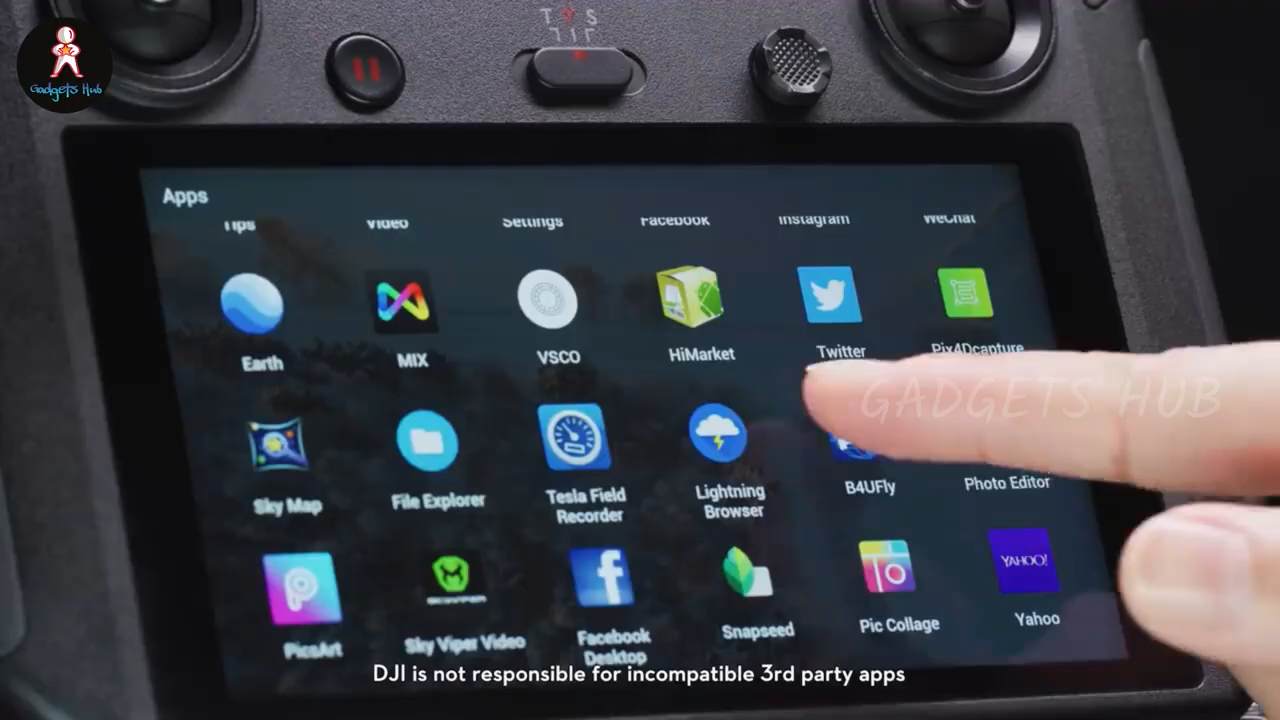 T Y S
Gadgets Hub
Apps
Tips Video Settings Facebook Instagram WeChat
Earth MIX VSCO HiMarket Twitter Pix4Dcapture
GADGETS HUB
Sky Map File Explorer Tesla Field Recorder Lightning Browser B4UFly Photo Editor
To
YAHOO!
PicsArt Sky Viper Video Facebook Desktop Snapseed Pic Collage Yahoo
DJI is not responsible for incompatible 3rd party apps